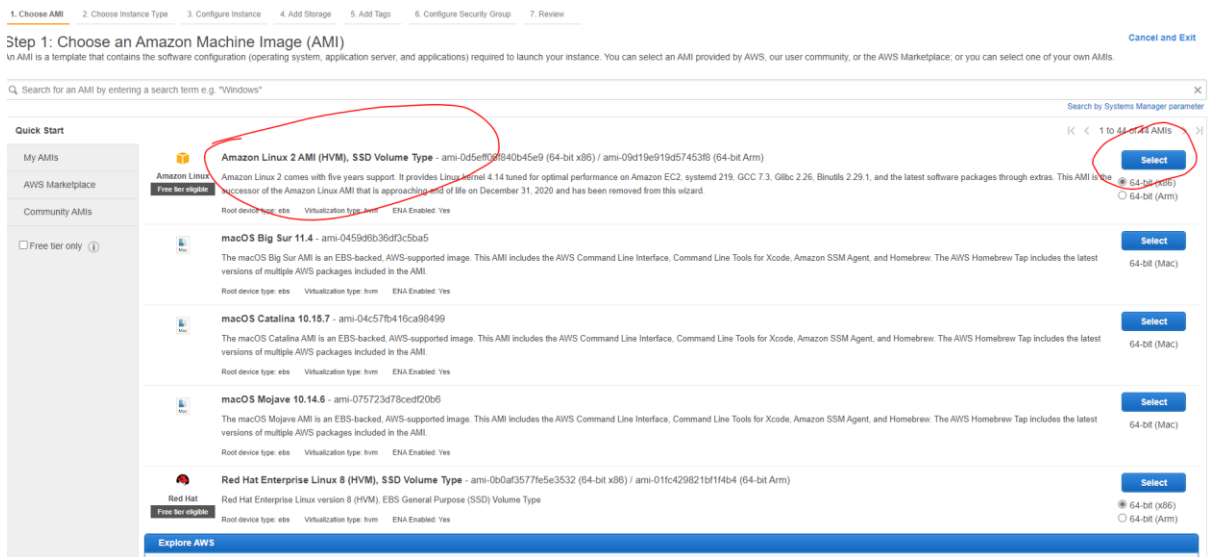 1. Choose AMI 2. Choose Instance Type 3. Configure Instance 4. Add Storage 5. Add Tags 6. Configure Security Group 7. Review
Step 1: Choose an Amazon Machine Image (AMI)
Cancel and Exit
An AMI is a template that contains the software configuration (operating system, application server, and applications) required to launch your instance. You can select an AMI provided by AWS, our user community, or the AWS Marketplace; or you can select one of your own AMIs.
Search for an AMI by entering a search term e.g. "Windows"
Search by Systems Manager parameter
Quick Start
1 to 44 of 44 AMIs
My AMIs
AWS Marketplace
Community AMIs
Free tier only
Amazon Linux
Free tier eligible
Amazon Linux 2 AMI (HVM), SSD Volume Type - ami-0d5eff06f840b45e9 (64-bit x86) / ami-09d19e919d57453f8 (64-bit Arm)
Amazon Linux 2 comes with five years support. It provides Linux kernel 4.14 tuned for optimal performance on Amazon EC2, systemd 219, GCC 7.3, Glibc 2.26, Binutils 2.29.1, and the latest software packages through extras. This AMI is the
successor of the Amazon Linux AMI that is approaching end of life on December 31, 2020 and has been removed from this wizard.
Root device type: ebs Virtualization type: hvm ENA Enabled: Yes
Select
64-bit (x86)
64-bit (Arm)
Mac
macOS Big Sur 11.4 - ami-0459d6b36df3c5ba5
The macOS Big Sur AMI is an EBS-backed, AWS-supported image. This AMI includes the AWS Command Line Interface, Command Line Tools for Xcode, Amazon SSM Agent, and Homebrew. The AWS Homebrew Tap includes the latest
versions of multiple AWS packages included in the AMI.
Root device type: ebs Virtualization type: hvm ENA Enabled: Yes
Select
64-bit (Mac)
Mac
macOS Catalina 10.15.7 - ami-04c57fb416ca98499
The macOS Catalina AMI is an EBS-backed, AWS-supported image. This AMI includes the AWS Command Line Interface, Command Line Tools for Xcode, Amazon SSM Agent, and Homebrew. The AWS Homebrew Tap includes the latest
versions of multiple AWS packages included in the AMI.
Root device type: ebs Virtualization type: hvm ENA Enabled: Yes
Select
64-bit (Mac)
Mac
macOS Mojave 10.14.6 - ami-075723d78cedf20b6
The macOS Mojave AMI is an EBS-backed, AWS-supported image. This AMI includes the AWS Command Line Interface, Command Line Tools for Xcode, Amazon SSM Agent, and Homebrew. The AWS Homebrew Tap includes the latest
versions of multiple AWS packages included in the AMI.
Root device type: ebs Virtualization type: hvm ENA Enabled: Yes
Select
64-bit (Mac)
Red Hat
Free tier eligible
Red Hat Enterprise Linux 8 (HVM), SSD Volume Type - ami-0b0af3577fe5e3532 (64-bit x86) / ami-01fc429821bf1f4b4 (64-bit Arm)
Red Hat Enterprise Linux version 8 (HVM), EBS General Purpose (SSD) Volume Type
Root device type: ebs Virtualization type: hvm ENA Enabled: Yes
Select
64-bit (x86)
64-bit (Arm)
Explore AWS